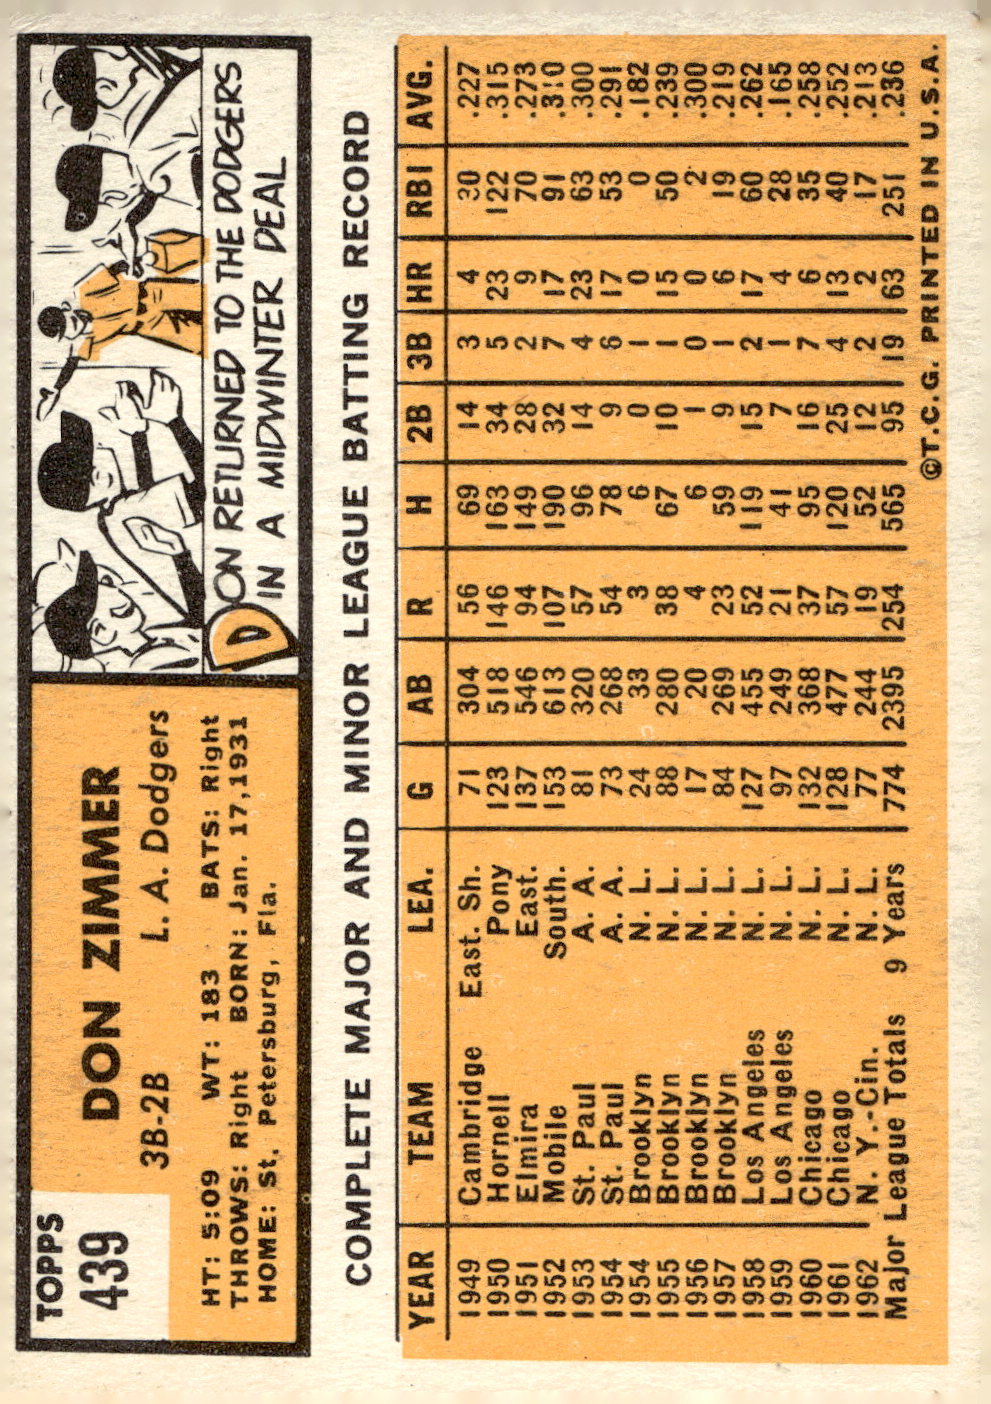 TOPPS
439
DON ZIMMER
3B-2B L. A. Dodgers
HT: 5:09 WT: 183 BATS: Right
THROWS: Right BORN: Jan. 17, 1931
HOME: St. Petersburg, Fla.
DON RETURNED TO THE DODGERS
IN A MIDWINTER DEAL
COMPLETE MAJOR AND MINOR LEAGUE BATTING RECORD
YEAR TEAM LEA. G AB R H 2B 3B HR RBI AVG.
1949 Cambridge East. Sh. 71 304 56 69 14 3 4 30 .227
1950 Hornell Pony 123 518 146 163 34 5 23 122 .315
1951 Elmira East. 137 546 94 149 28 2 9 70 .273
1952 Mobile South. 153 613 107 190 32 7 17 91 .310
1953 St. Paul A. A. 81 320 57 96 14 4 23 63 .300
1954 St. Paul A. A. 73 268 54 78 9 6 17 53 .291
1954 Brooklyn N. L. 24 33 3 6 0 1 0 0 .182
1955 Brooklyn N. L. 88 280 38 67 10 1 15 50 .239
1956 Brooklyn N. L. 17 20 4 6 1 0 0 2 .300
1957 Brooklyn N. L. 84 269 23 59 9 1 6 19 .219
1958 Los Angeles N. L. 127 455 52 119 15 2 17 60 .262
1959 Los Angeles N. L. 97 249 21 41 7 1 4 28 .165
1960 Chicago N. L. 132 368 37 95 16 7 6 35 .258
1961 Chicago N. L. 128 477 57 120 25 4 13 40 .252
1962 N. Y.-Cin. N. L. 77 244 19 52 12 2 2 17 .213
Major League Totals 9 Years 774 2395 254 565 95 19 63 251 .236
©T.C.G. PRINTED IN U.S.A.